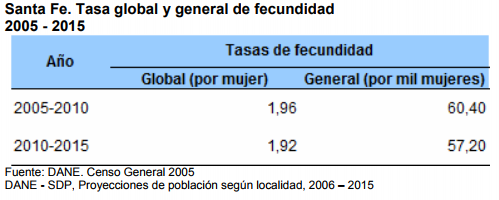 Santa Fe. Tasa global y general de fecundidad
2005 - 2015
Año
Tasas de fecundidad
Global (por mujer) General (por mil mujeres)
2005-2010 1,96 60,40
2010-2015 1,92 57,20
Fuente: DANE. Censo General 2005
DANE - SDP, Proyecciones de población según localidad, 2006 – 2015